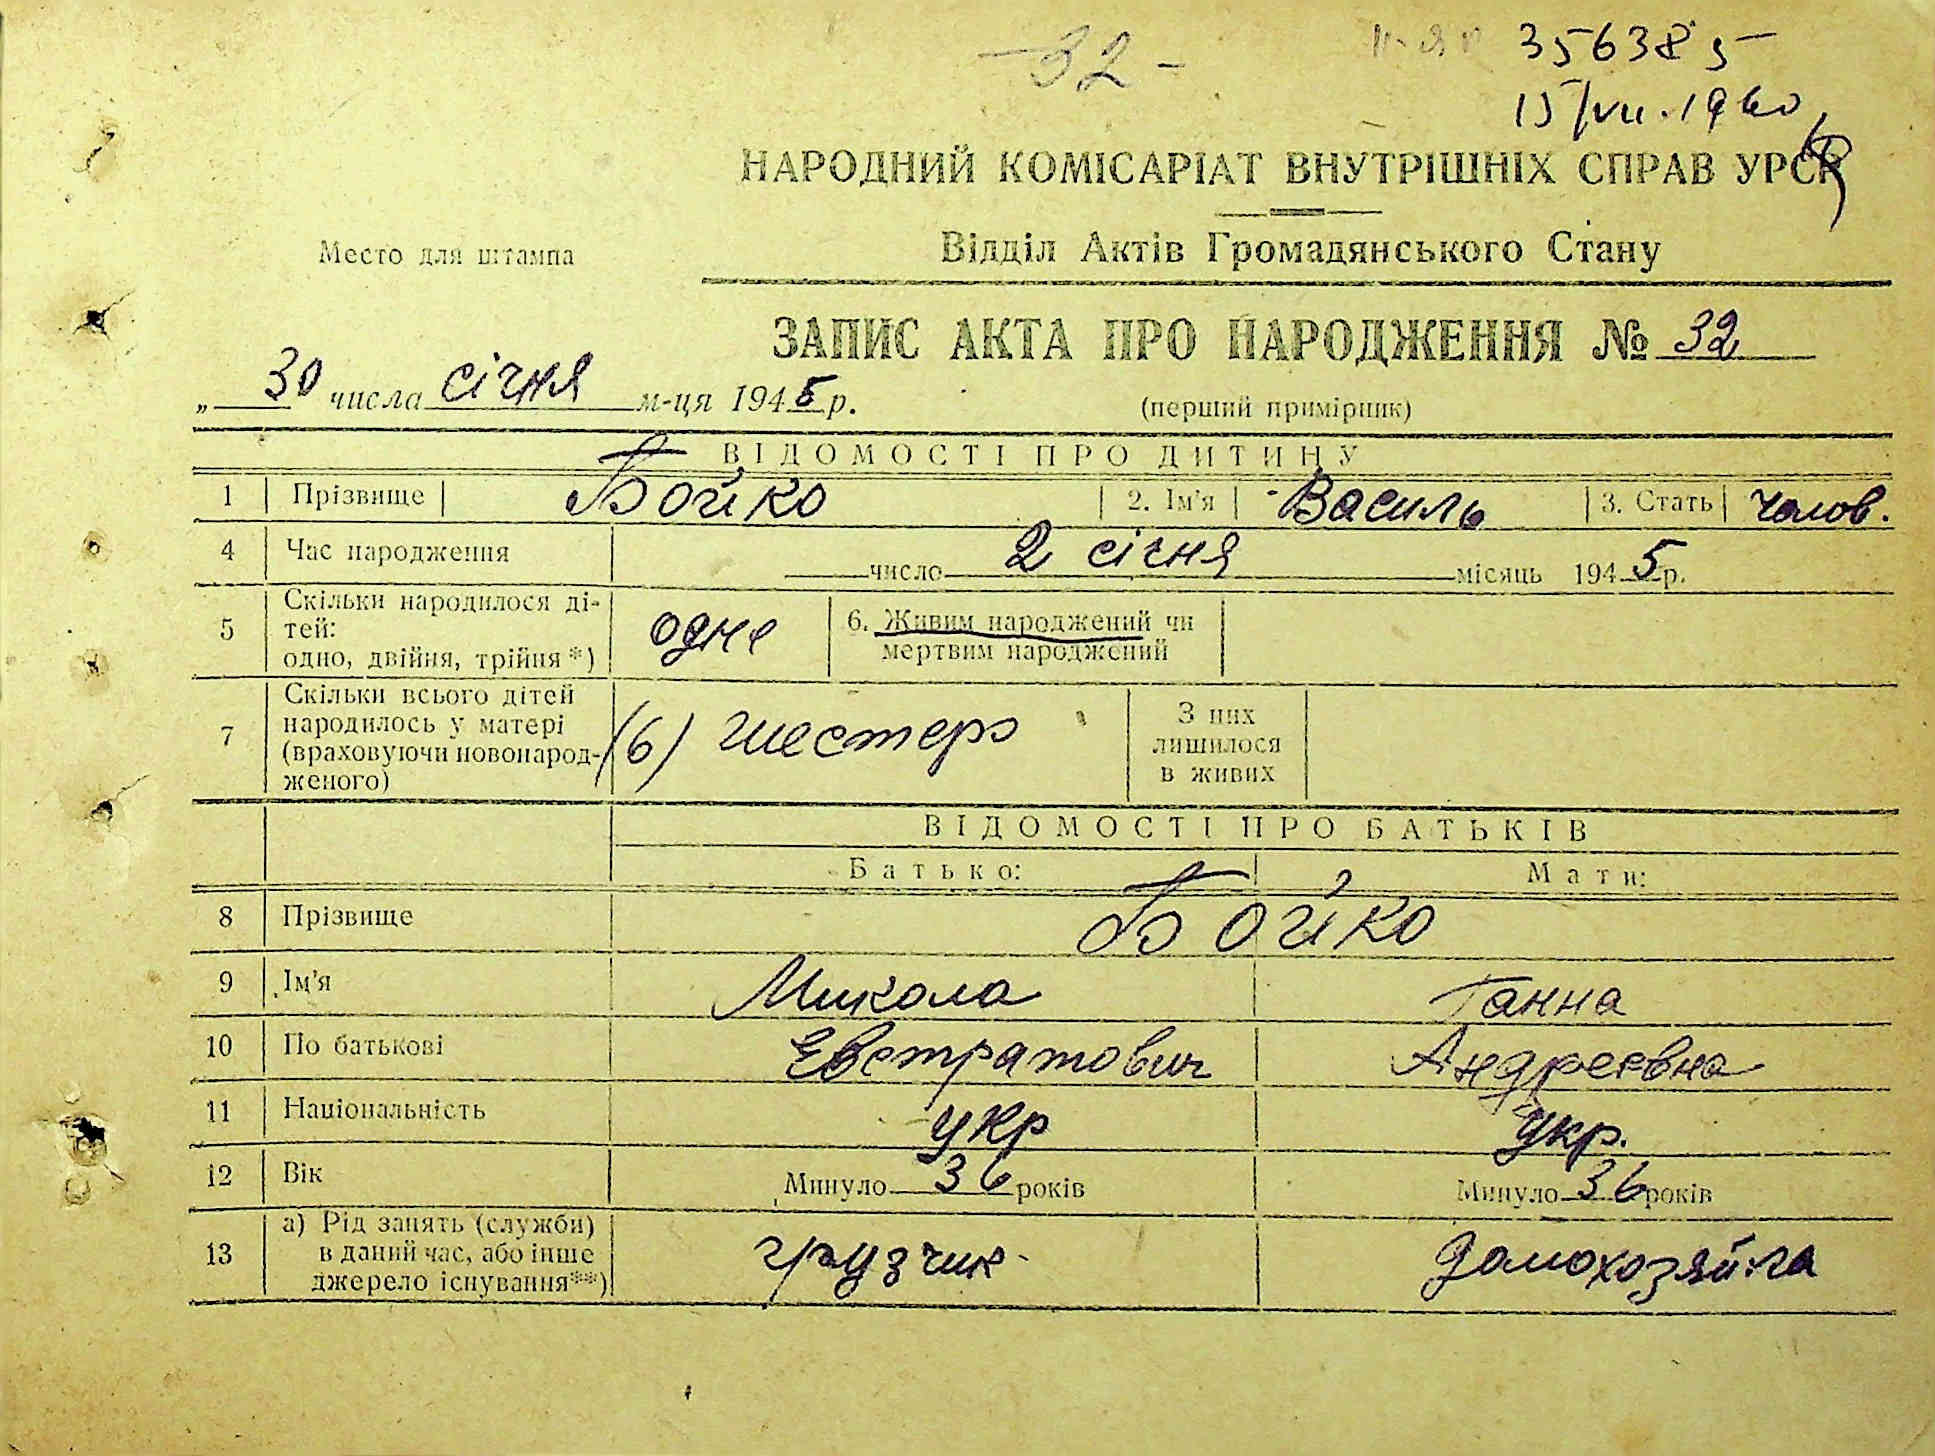 - 32 -
356385
15/VII.1960
НАРОДНИЙ КОМІСАРІАТ ВНУТРІШНІХ СПРАВ УРСР
Место для штампа
Відділ Актів Громадянського Стану
ЗАПИС АКТА ПРО НАРОДЖЕННЯ № 32
„ 30 числа січня м-ця 1945 р.
(перший примірник)
ВІДОМОСТІ ПРО ДИТИНУ
1 Прізвище Бойко 2. Ім'я Василь 3. Стать чолов.
4 Час народження число 2 січня місяць 1945 р.
5 Скільки народилося ді-
тей:
одно, двійня, трійня*) одне
6. Живим народжений чи
мертвим народжений
7 Скільки всього дітей
народилось у матері
(враховуючи новонарод-
женого) (6) шестеро
З них
лишилося
в живих
ВІДОМОСТІ ПРО БАТЬКІВ
Батько: Мати:
8 Прізвище Бойко
9 Ім'я Микола Ганна
10 По батькові Евстратович Андреевна
11 Національність укр укр.
12 Вік Минуло 36 років Минуло 36 років
13 а) Рід занять (служби)
в даний час, або інше
джерело існування**) грузчик домохозяйка